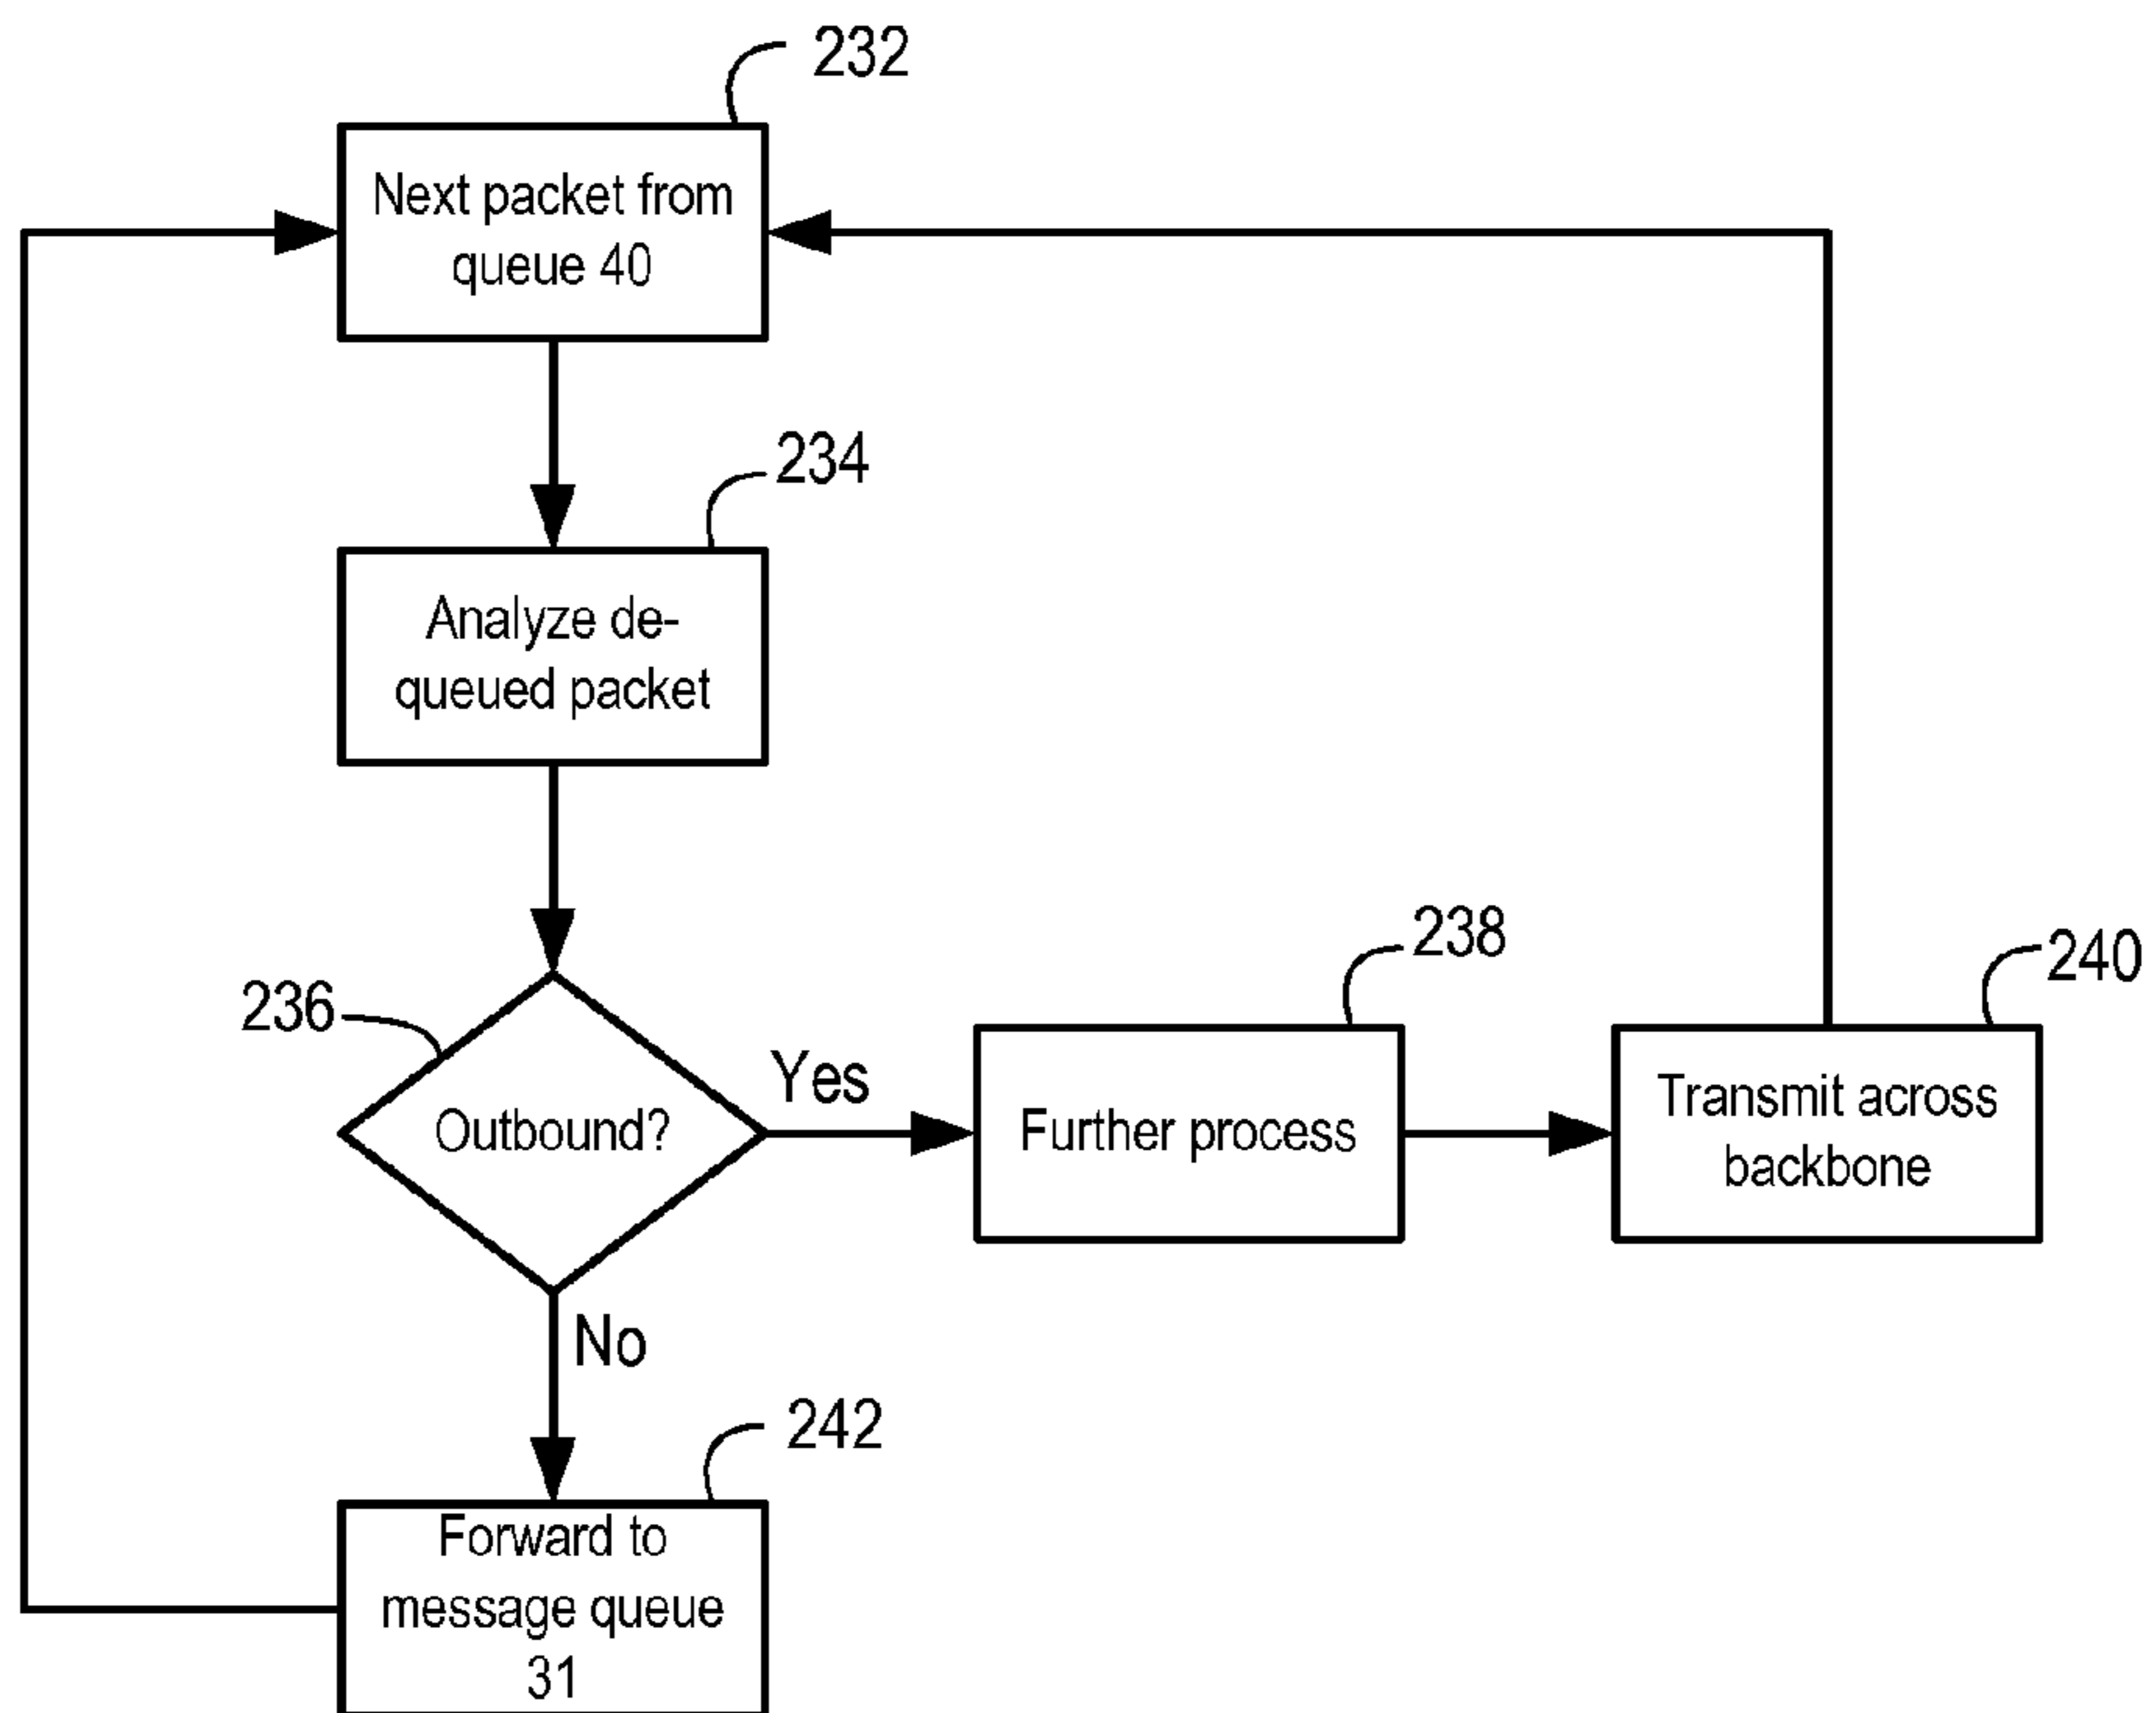 232
Next packet from
queue 40
234
Analyze de-
queued packet
236
Outbound?
Yes
238
Further process
240
Transmit across
backbone
No
242
Forward to
message queue
31